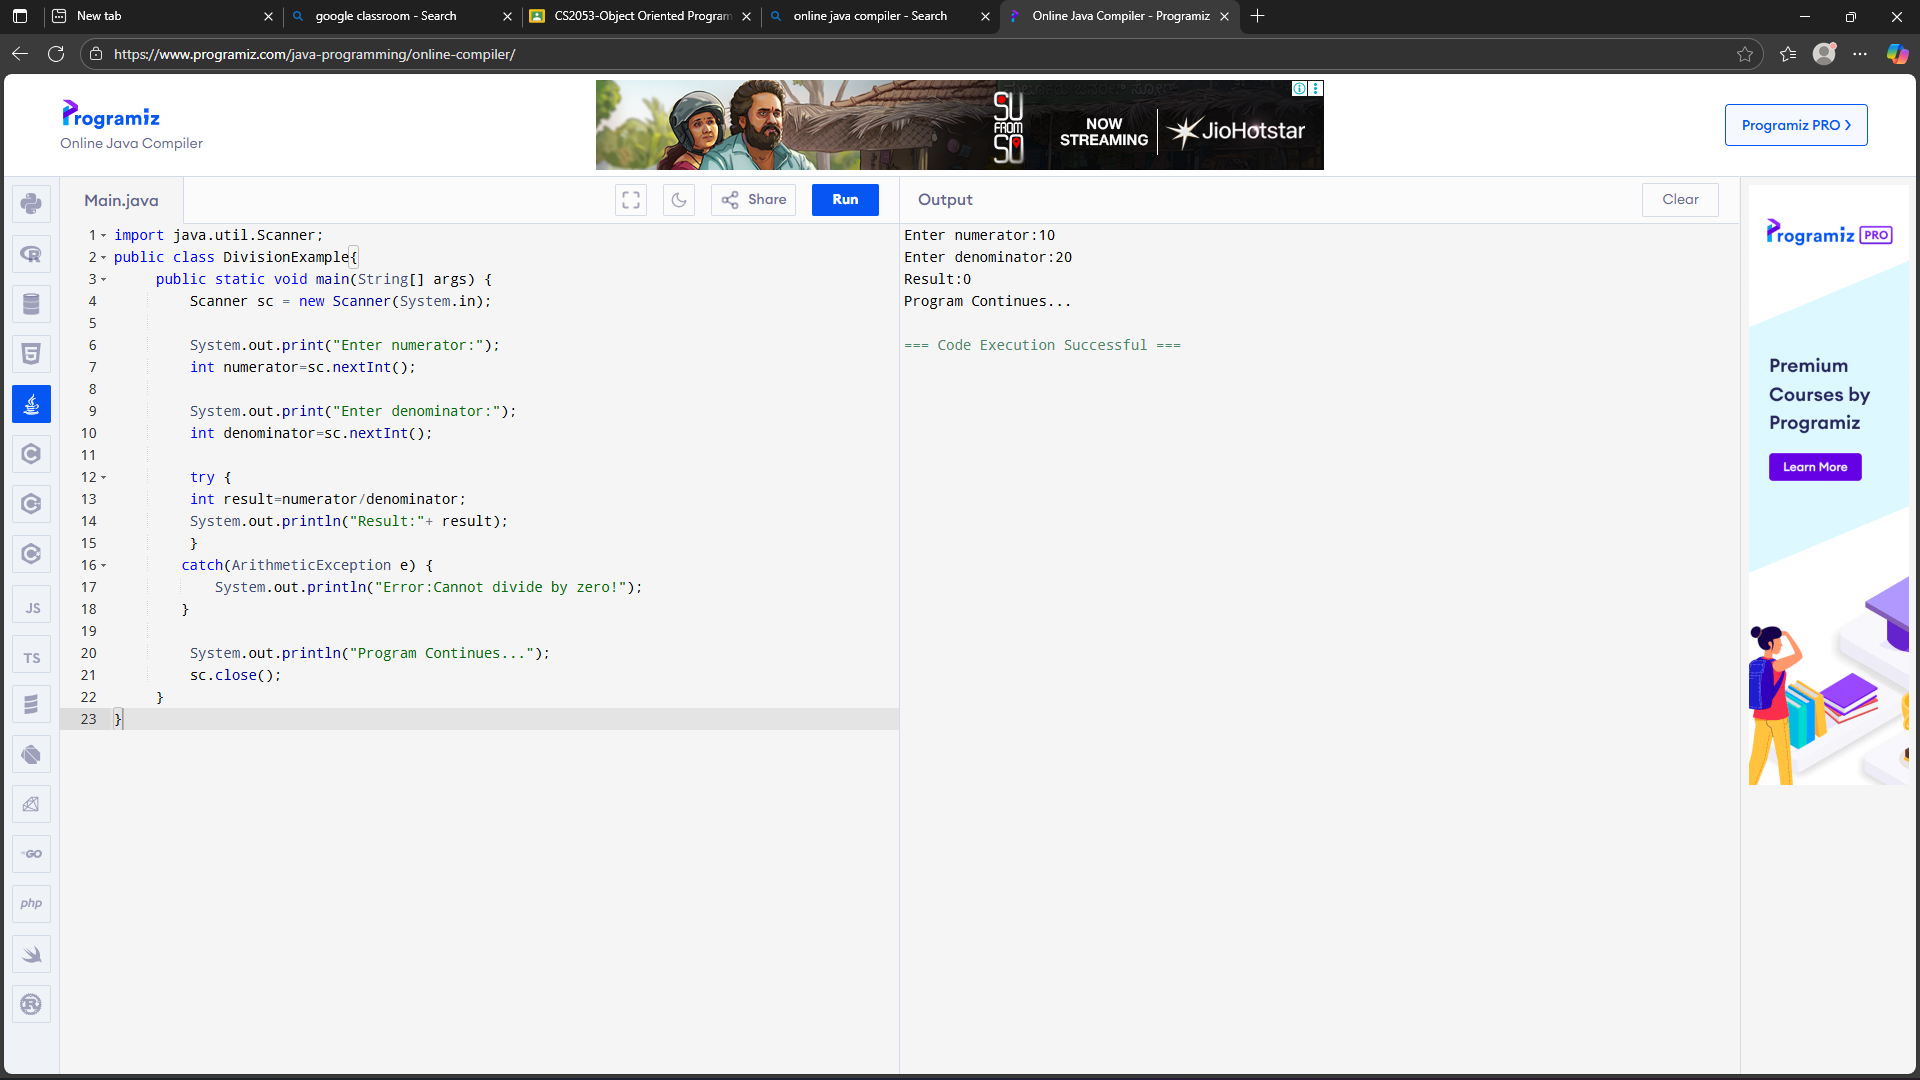 New tab
google classroom - Search
CS2053-Object Oriented Program
online java compiler - Search
Online Java Compiler - Programiz
https://www.programiz.com/java-programming/online-compiler/
Programiz
Online Java Compiler
SU
FROM
SO
NOW
STREAMING
JioHotstar
Programiz PRO
Main.java
Share
Run
Output
Clear
1 import java.util.Scanner;
2 public class DivisionExample{
3 public static void main(String[] args) {
4 Scanner sc = new Scanner(System.in);
5
6 System.out.print("Enter numerator:");
7 int numerator=sc.nextInt();
8
9 System.out.print("Enter denominator:");
10 int denominator=sc.nextInt();
11
12 try {
13 int result=numerator/denominator;
14 System.out.println("Result:"+ result);
15 }
16 catch(ArithmeticException e) {
17 System.out.println("Error:Cannot divide by zero!");
18 }
19
20 System.out.println("Program Continues...");
21 sc.close();
22 }
23 }
Enter numerator:10
Enter denominator:20
Result:0
Program Continues...
=== Code Execution Successful ===
Programiz PRO
Premium
Courses by
Programiz
Learn More
JS
TS
GO
php